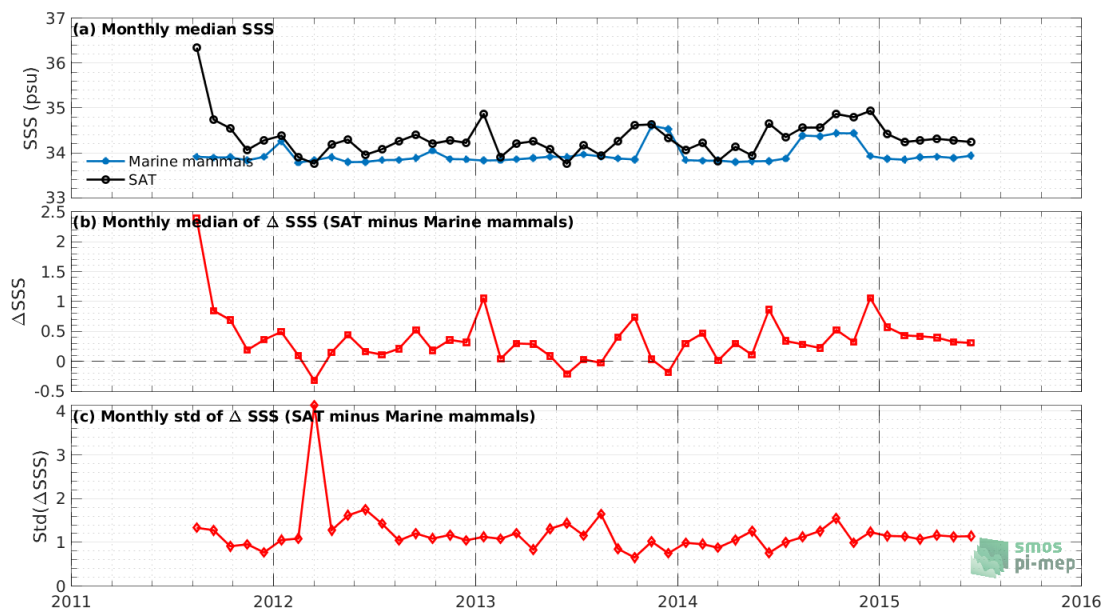 (a) Monthly median SSS
37
36
35
34
33
SSS (psu)
Marine mammals
SAT
(b) Monthly median of Δ SSS (SAT minus Marine mammals)
2.5
2
1.5
1
0.5
0
-0.5
ΔSSS
(c) Monthly std of Δ SSS (SAT minus Marine mammals)
4
3
2
1
0
Std(ΔSSS)
2011 2012 2013 2014 2015 2016
smos
pi-mep